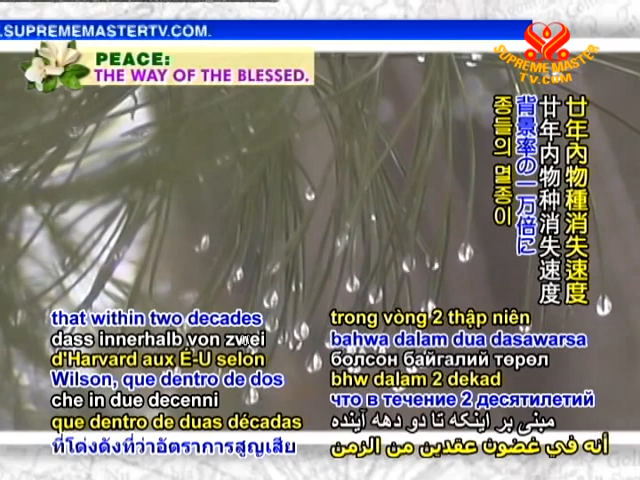 .SUPREMEMASTERTV.COM.
SUPREME MASTER
TV.COM
PEACE:
THE WAY OF THE BLESSED.
廿年內物種消失速度
廿年内物种消失速度
背景率の一万倍に
종들의 멸종이
that within two decades
dass innerhalb von zwei
d'Harvard aux É-U selon
Wilson, que dentro de dos
che in due decenni
que dentro de duas décadas
ที่โด่งดังที่ว่าอัตราการสูญเสีย
trong vòng 2 thập niên
bahwa dalam dua dasawarsa
болсон байгалий төрөл
bhw dalam 2 dekad
что в течение 2 десятилетий
مبنی بر اینکه تا دو دهه آینده
أنه في غضون عقدين من الزمن